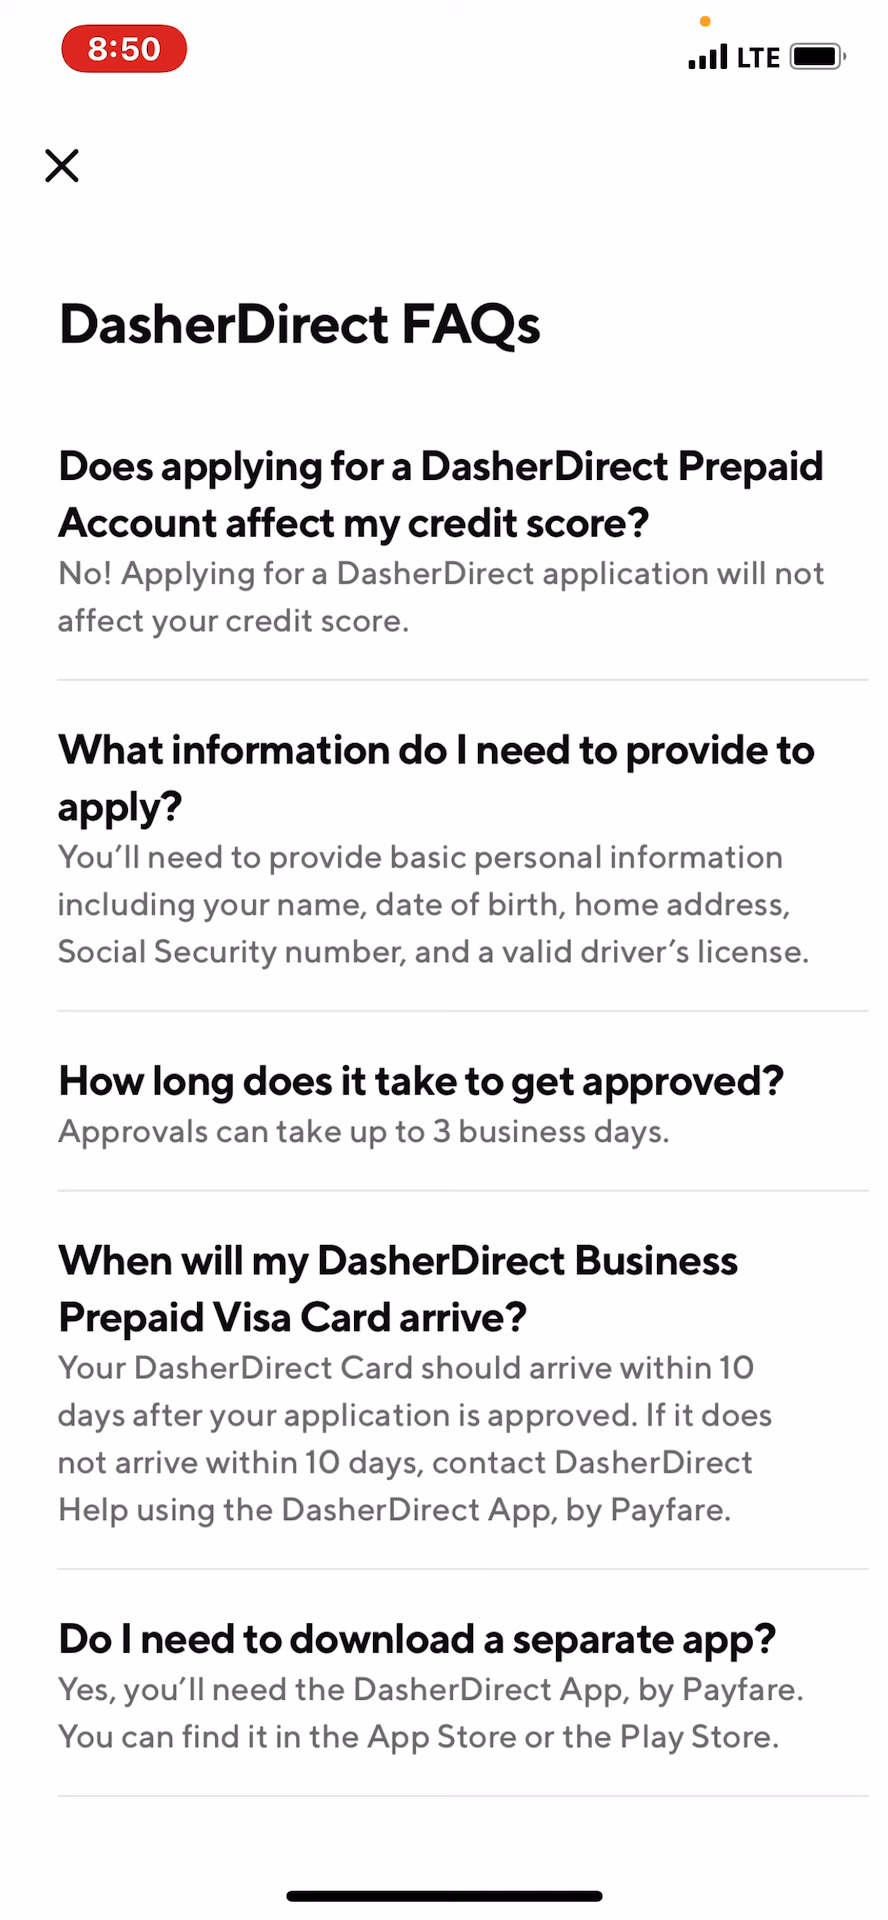 8:50
LTE
DasherDirect FAQs
Does applying for a DasherDirect Prepaid
Account affect my credit score?
No! Applying for a DasherDirect application will not
affect your credit score.
What information do I need to provide to
apply?
You’ll need to provide basic personal information
including your name, date of birth, home address,
Social Security number, and a valid driver’s license.
How long does it take to get approved?
Approvals can take up to 3 business days.
When will my DasherDirect Business
Prepaid Visa Card arrive?
Your DasherDirect Card should arrive within 10
days after your application is approved. If it does
not arrive within 10 days, contact DasherDirect
Help using the DasherDirect App, by Payfare.
Do I need to download a separate app?
Yes, you’ll need the DasherDirect App, by Payfare.
You can find it in the App Store or the Play Store.